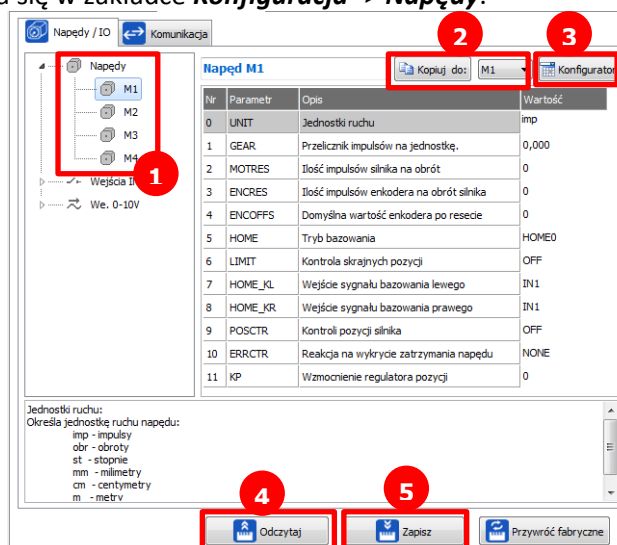 się w zakładce Konfiguracja -> Napędy.
Napędy / IO
Komunikacja
2
3
Napędy
M1
M2
M3
M4
1
Wejścia
We. 0-10V
Napęd M1
Kopiuj do:
M1
Konfigurator
Nr Parametr Opis Wartość
0 UNIT Jednostki ruchu imp
1 GEAR Przelicznik impulsów na jednostkę. 0,000
2 MOTRES Ilość impulsów silnika na obrót 0
3 ENCRES Ilość impulsów enkodera na obrót silnika 0
4 ENCOFFS Domyślna wartość enkodera po resecie 0
5 HOME Tryb bazowania HOME0
6 LIMIT Kontrola skrajnych pozycji OFF
7 HOME_KL Wejście sygnału bazowania lewego IN1
8 HOME_KR Wejście sygnału bazowania prawego IN1
9 POSCTR Kontroli pozycji silnika OFF
10 ERRCTR Reakcja na wykrycie zatrzymania napędu NONE
11 KP Wzmocnienie regulatora pozycji 0
Jednostki ruchu:
Określa jednostkę ruchu napędu:
imp - impulsy
obr - obroty
st - stopnie
mm - milimetry
cm - centymetry
m - metry
4
5
Odczytaj
Zapisz
Przywróć fabryczne